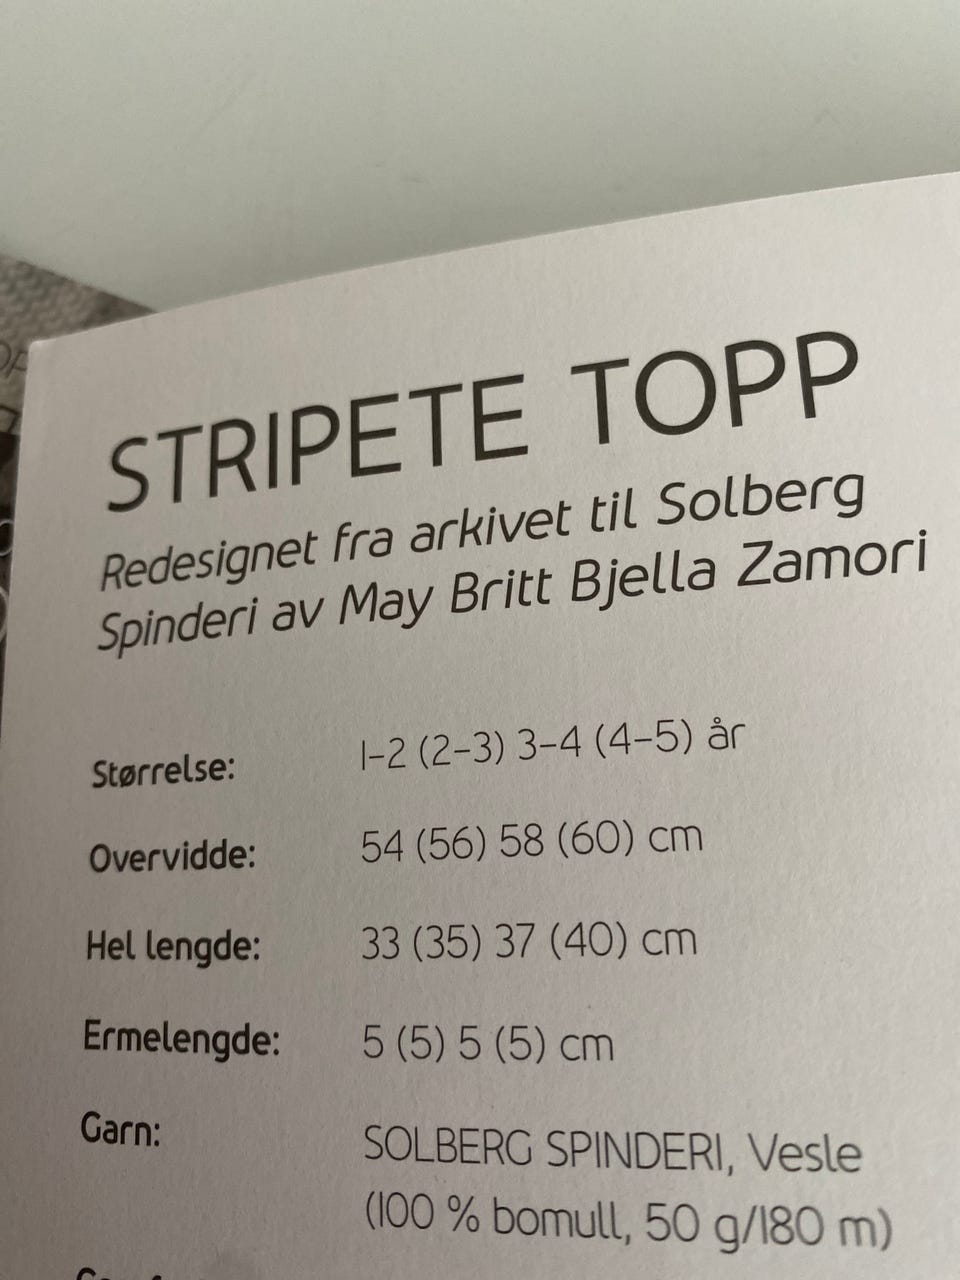 STRIPETE TOPP
Redesignet fra arkivet til Solberg
Spinderi av May Britt Bjella Zamori
Størrelse: 1-2 (2-3) 3-4 (4-5) år
Overvidde: 54 (56) 58 (60) cm
Hel lengde: 33 (35) 37 (40) cm
Ermelengde: 5 (5) 5 (5) cm
Garn: SOLBERG SPINDERI, Vesle
(100 % bomull, 50 g/180 m)